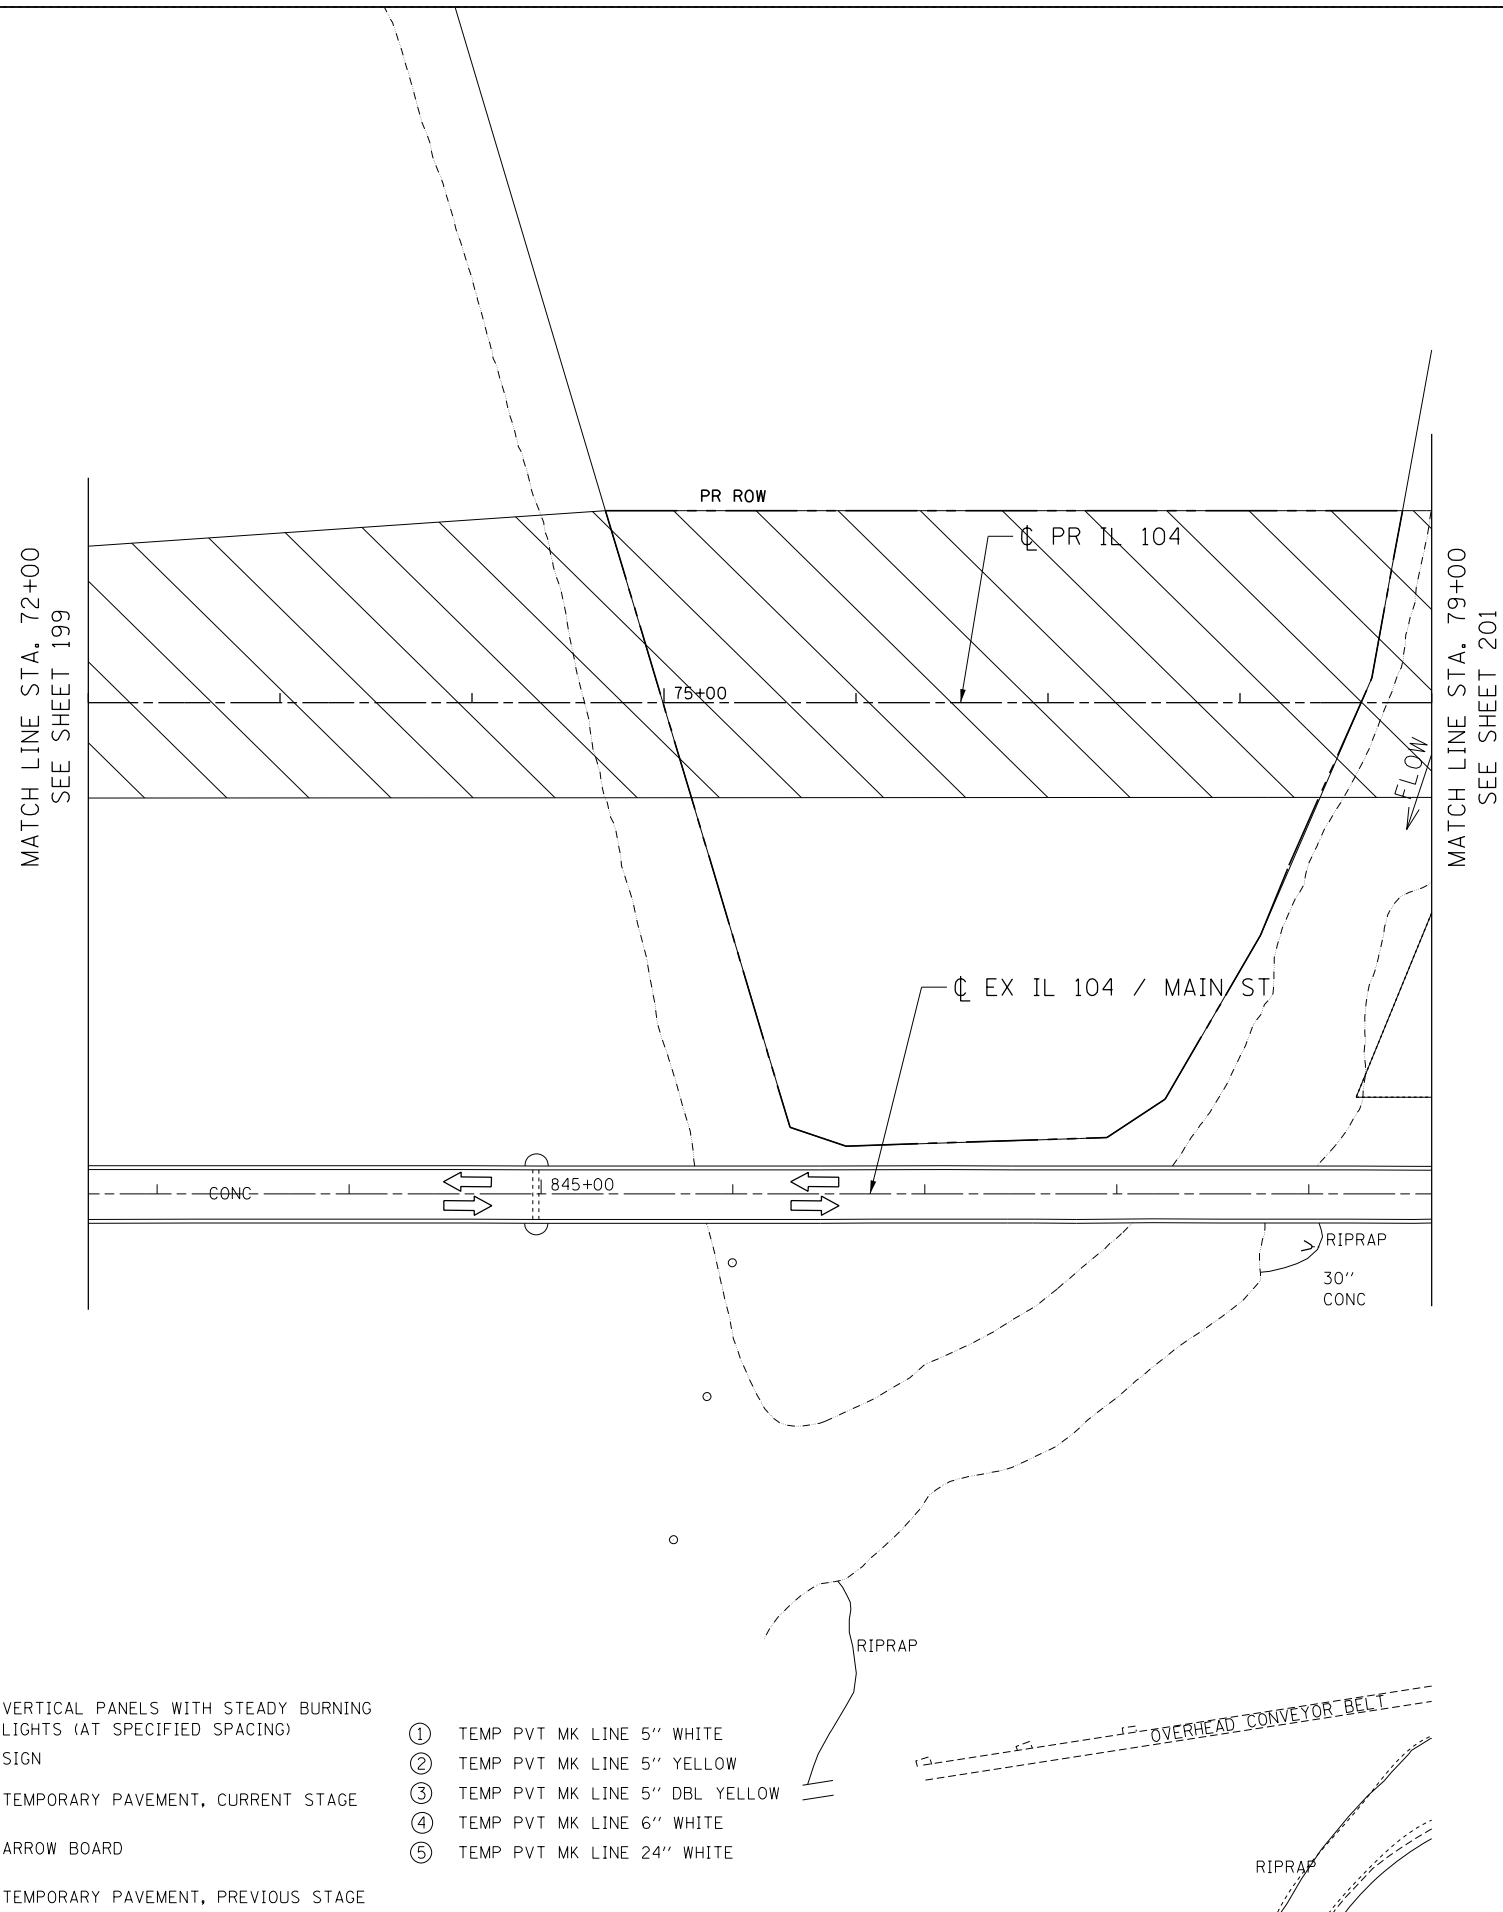 PR ROW
℄ PR IL 104
MATCH LINE STA. 72+00
SEE SHEET 199
MATCH LINE STA. 79+00
SEE SHEET 201
75+00
FLOW
℄ EX IL 104 / MAIN ST
CONC
845+00
RIPRAP
30''
CONC
RIPRAP
OVERHEAD CONVEYOR BELT
RIPRAP
VERTICAL PANELS WITH STEADY BURNING
LIGHTS (AT SPECIFIED SPACING)
SIGN
TEMPORARY PAVEMENT, CURRENT STAGE
ARROW BOARD
TEMPORARY PAVEMENT, PREVIOUS STAGE
1 TEMP PVT MK LINE 5'' WHITE
2 TEMP PVT MK LINE 5'' YELLOW
3 TEMP PVT MK LINE 5'' DBL YELLOW
4 TEMP PVT MK LINE 6'' WHITE
5 TEMP PVT MK LINE 24'' WHITE